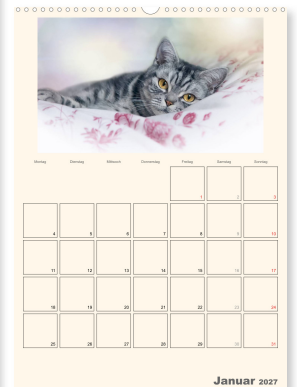 Montag Dienstag Mittwoch Donnerstag Freitag Samstag Sonntag
1 2 3
4 5 6 7 8 9 10
11 12 13 14 15 16 17
18 19 20 21 22 23 24
25 26 27 28 29 30 31
Januar 2027